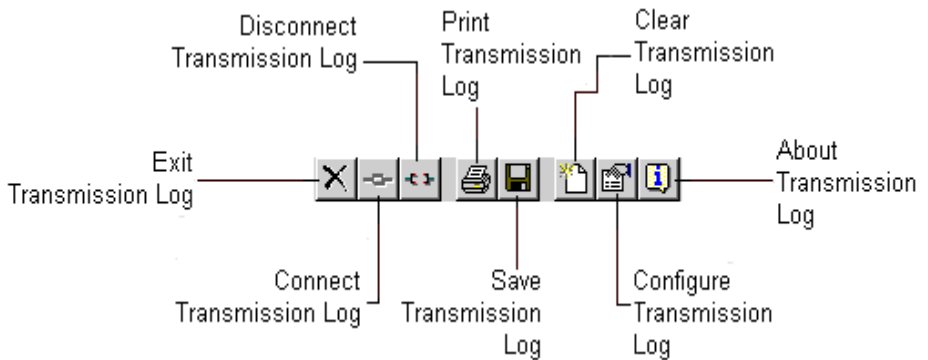 Disconnect
Transmission Log
Print
Transmission
Log
Clear
Transmission
Log
Exit
Transmission Log
About
Transmission
Log
Connect
Transmission Log
Save
Transmission
Log
Configure
Transmission
Log